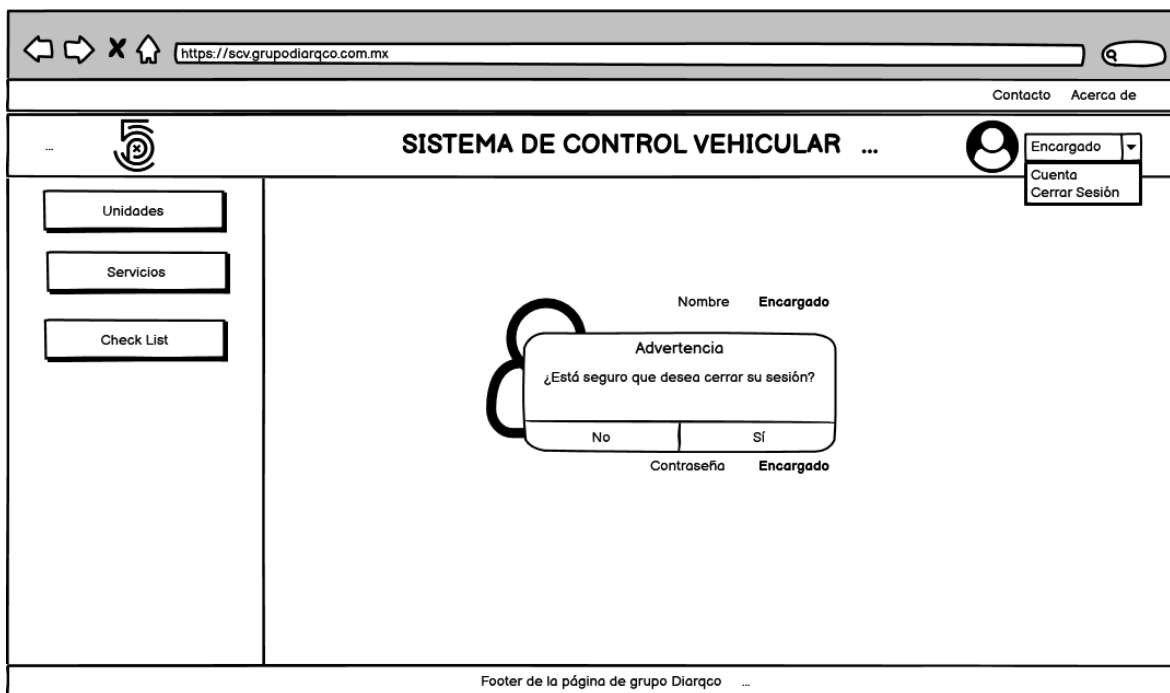 https://scv.grupodiarqco.com.mx
Contacto Acerca de
... SISTEMA DE CONTROL VEHICULAR ... Encargado
Cuenta
Cerrar Sesión
Unidades
Servicios
Check List
Nombre Encargado
Advertencia
¿Está seguro que desea cerrar su sesión?
No Sí
Contraseña Encargado
Footer de la página de grupo Diarqco ...